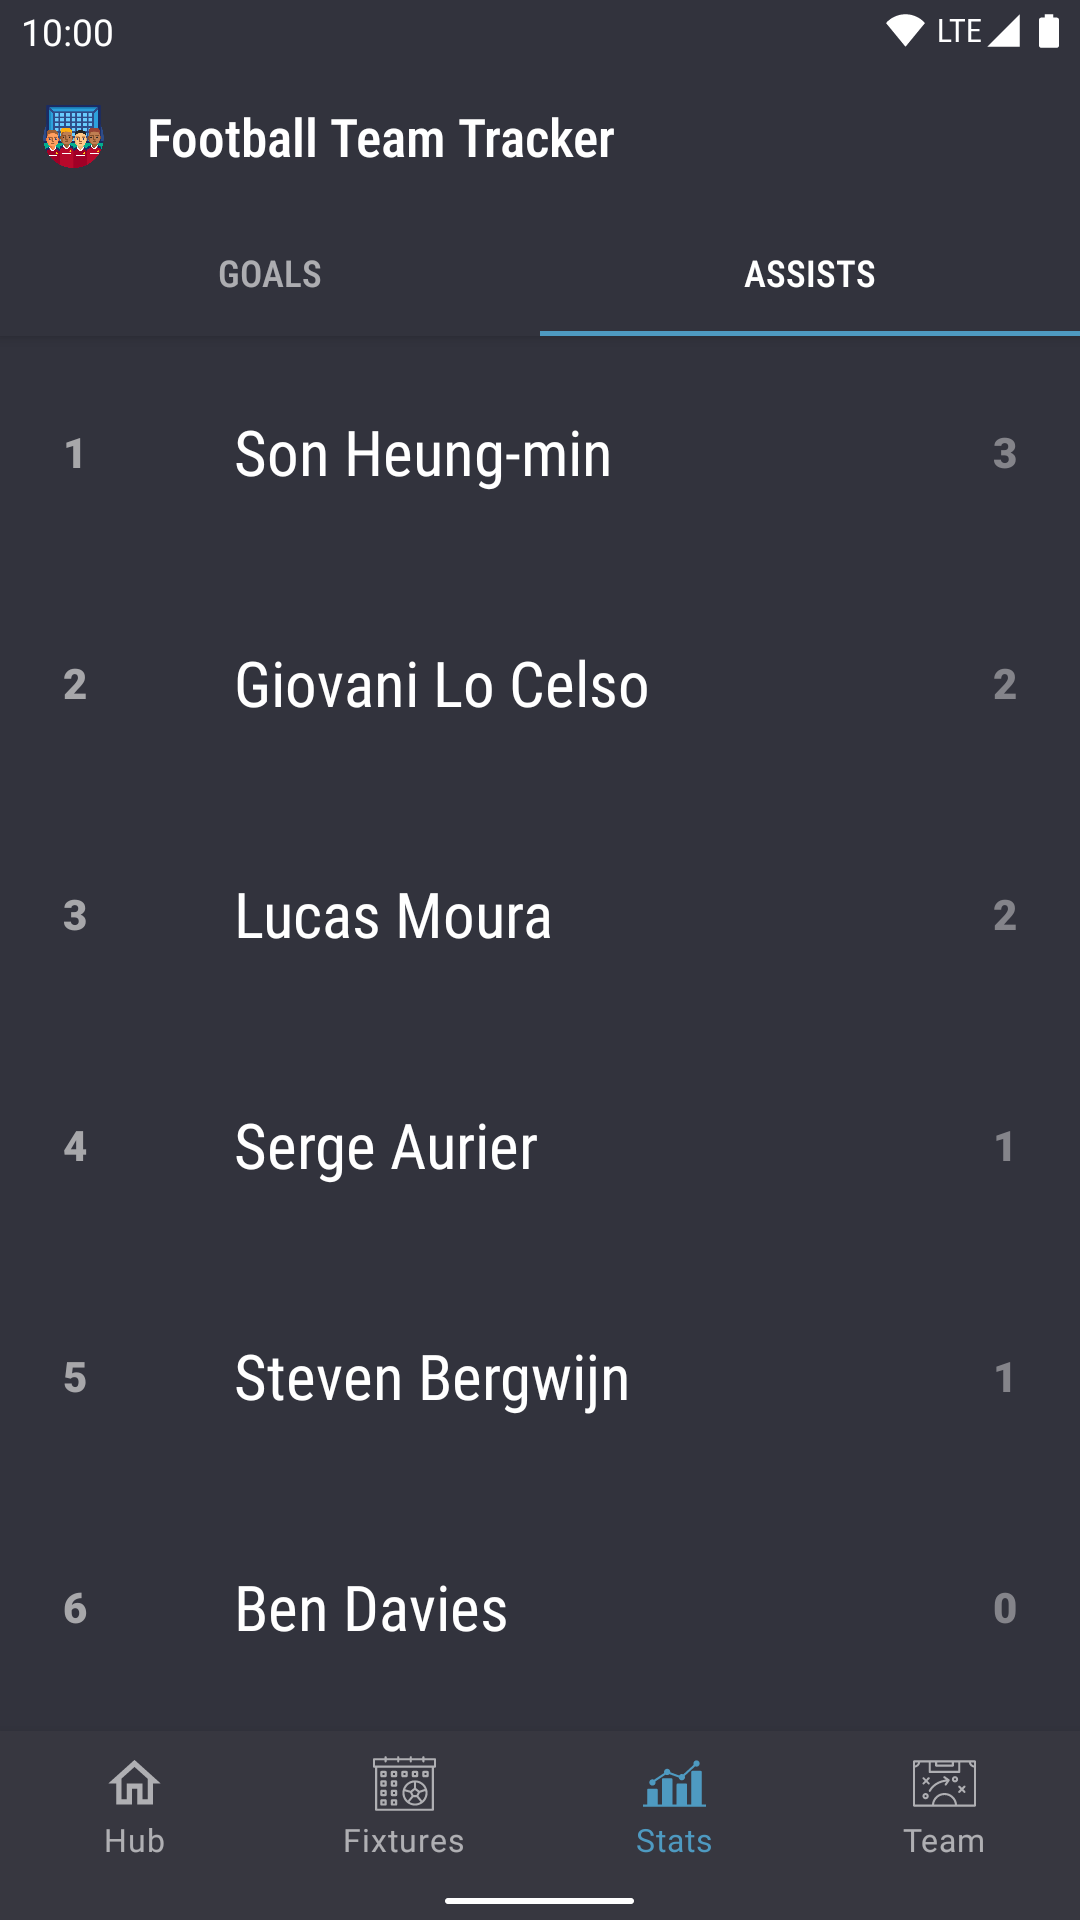 10:00 LTE
Football Team Tracker
GOALS ASSISTS
1 Son Heung-min 3
2 Giovani Lo Celso 2
3 Lucas Moura 2
4 Serge Aurier 1
5 Steven Bergwijn 1
6 Ben Davies 0
Hub Fixtures Stats Team